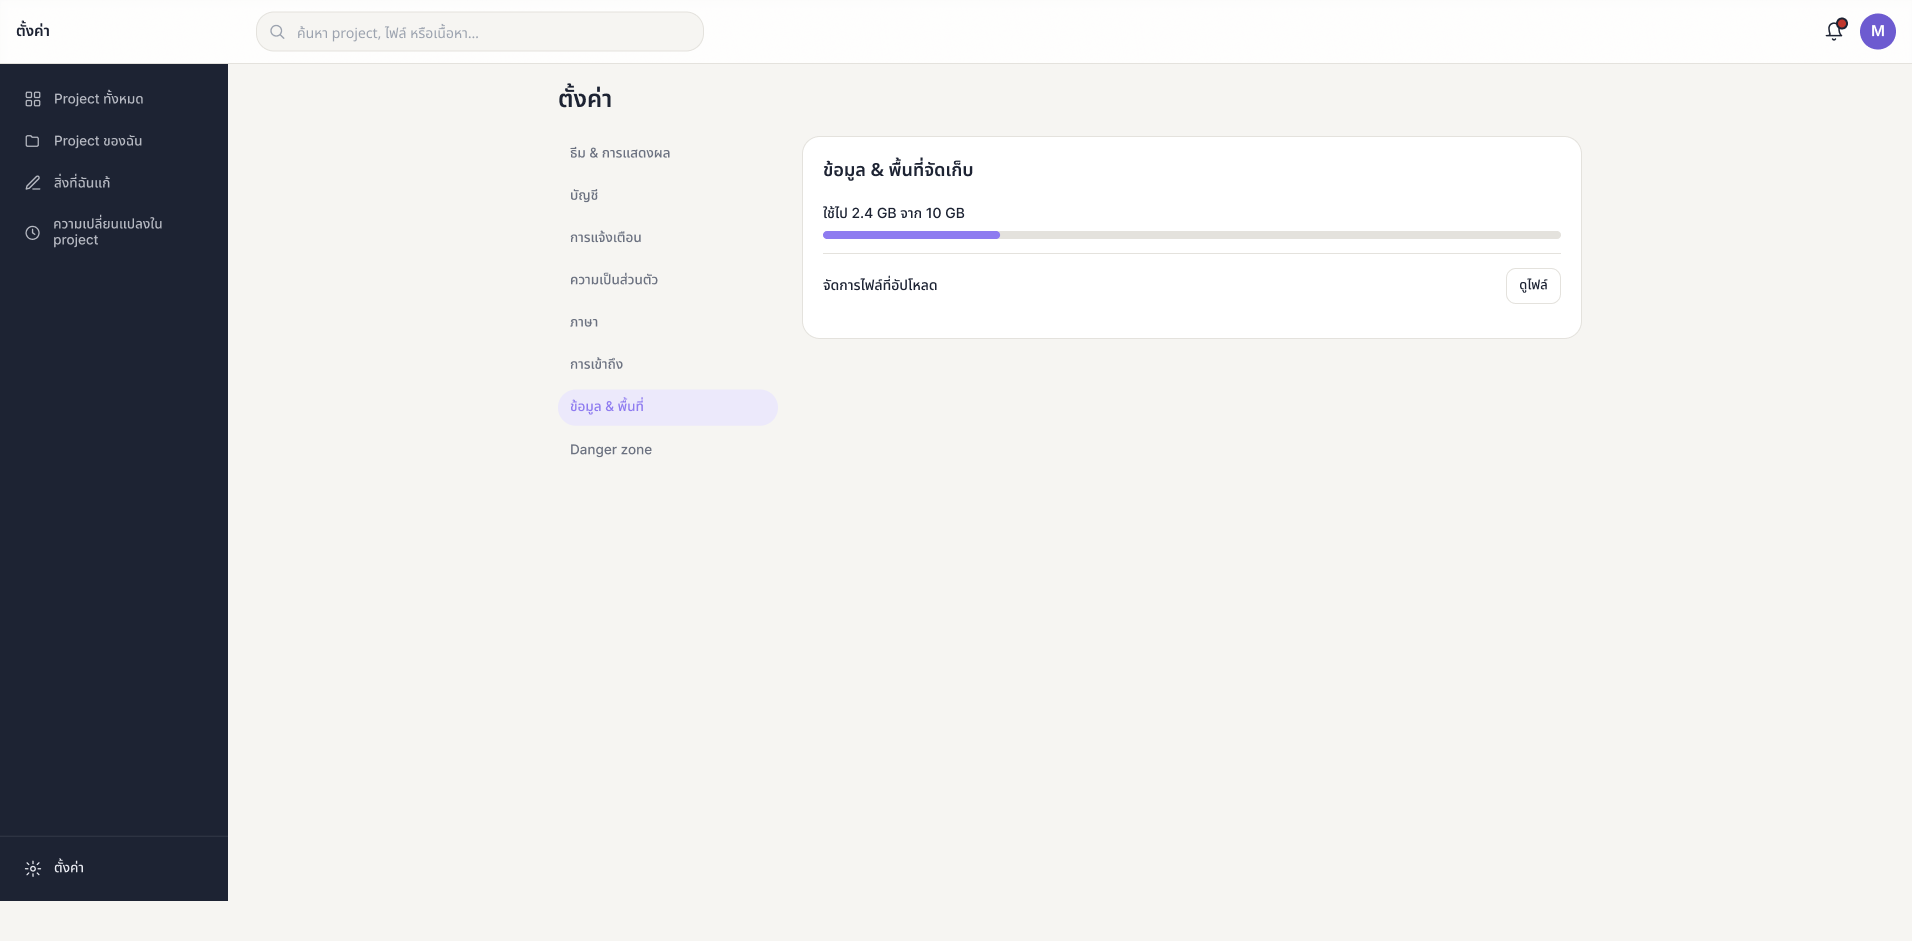 ตั้งค่า
ค้นหา project, ไฟล์ หรือเนื้อหา...
M
Project ทั้งหมด
Project ของฉัน
สิ่งที่ฉันแก้
ความเปลี่ยนแปลงใน
project
ตั้งค่า
ตั้งค่า
ธีม & การแสดงผล
บัญชี
การแจ้งเตือน
ความเป็นส่วนตัว
ภาษา
การเข้าถึง
ข้อมูล & พื้นที่
Danger zone
ข้อมูล & พื้นที่จัดเก็บ
ใช้ไป 2.4 GB จาก 10 GB
จัดการไฟล์ที่อัปโหลด
ดูไฟล์